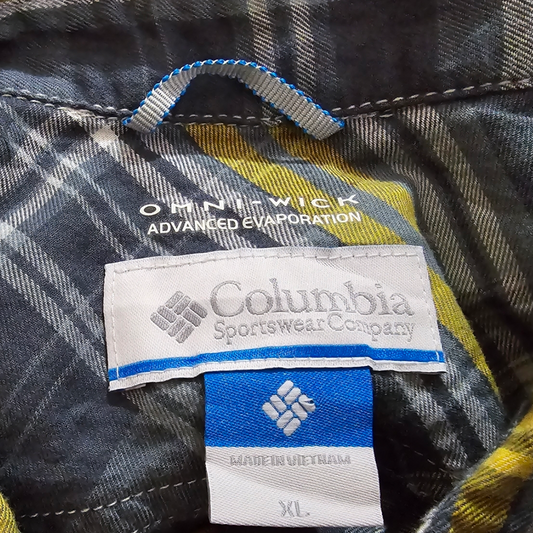 OMNI-WICK
ADVANCED EVAPORATION
Columbia
Sportswear Company
MADE IN VIETNAM
XL